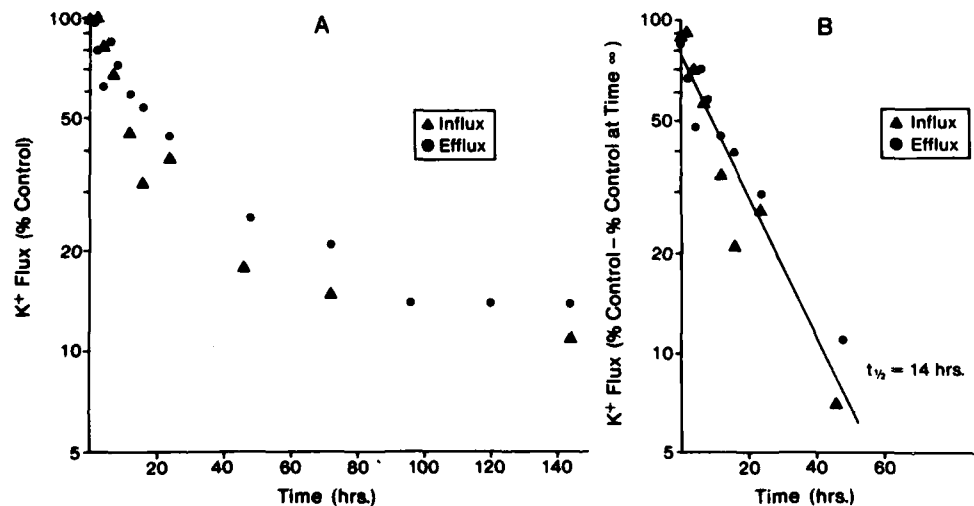 A
K⁺ Flux (% Control)
100
50
20
10
5
▲ Influx
● Efflux
20 40 60 80 100 120 140
Time (hrs.)
B
K⁺ Flux (% Control – % Control at Time ∞)
100
50
20
10
5
▲ Influx
● Efflux
t½ = 14 hrs.
20 40 60
Time (hrs.)